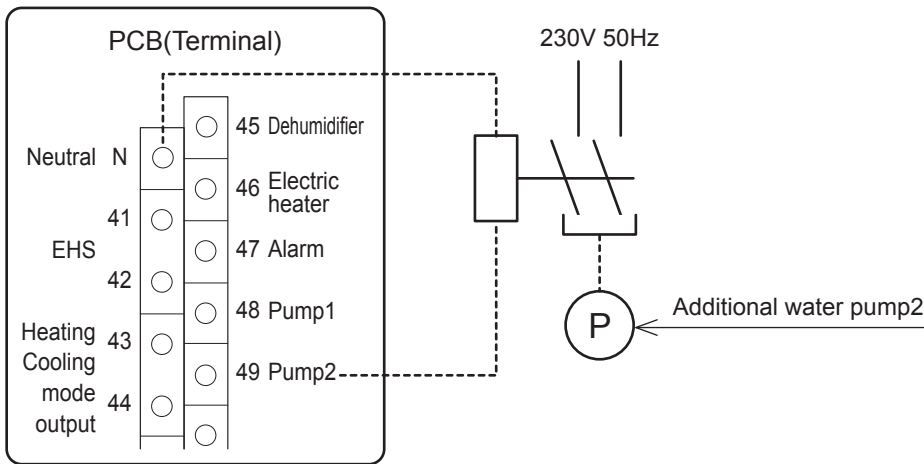 PCB(Terminal)
230V 50Hz
Neutral N
41
EHS
42
Heating
Cooling
mode
output
43
44
45 Dehumidifier
46 Electric
heater
47 Alarm
48 Pump1
49 Pump2
P
Additional water pump2